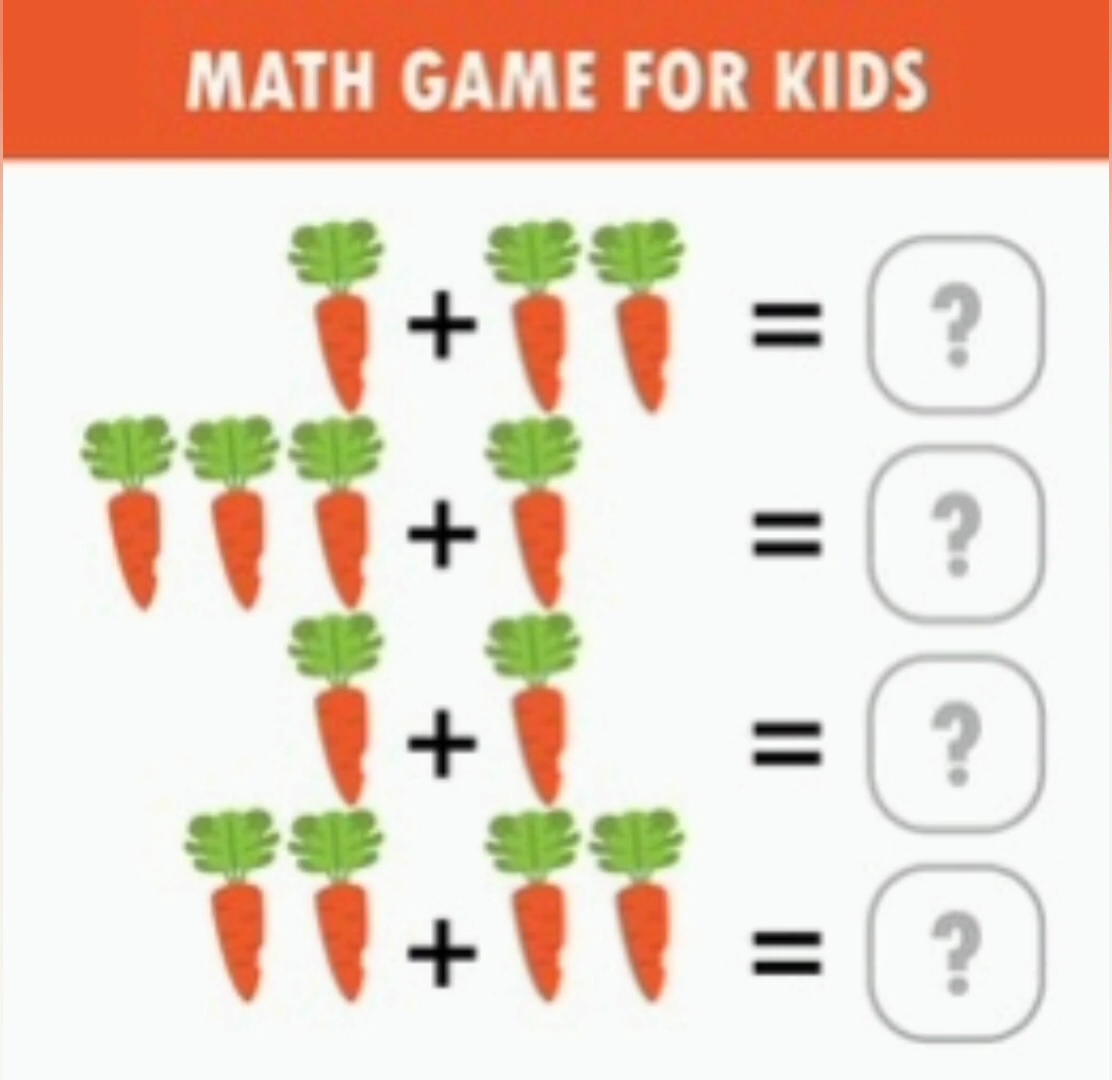 MATH GAME FOR KIDS
+ = ?
+ = ?
+ = ?
+ = ?